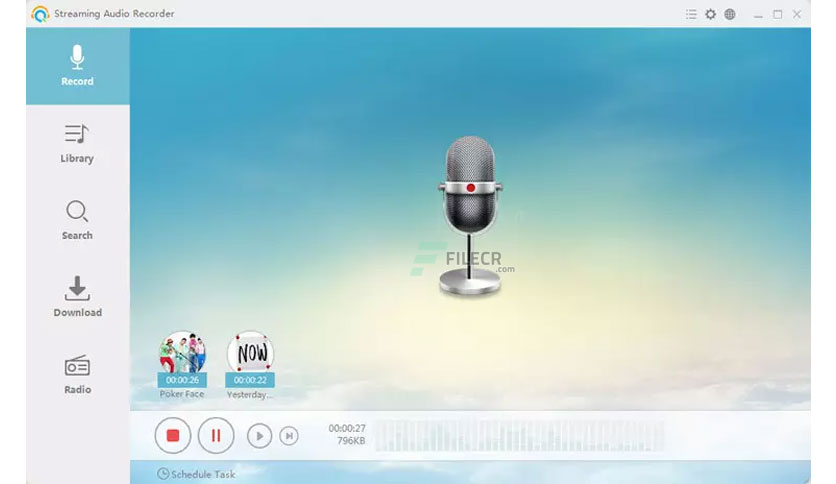 Streaming Audio Recorder
Record
Library
Search
Download
Radio
FILECR
.com
NOW
00:00:26
00:00:22
Poker Face
Yesterday...
00:00:27
796KB
Schedule Task